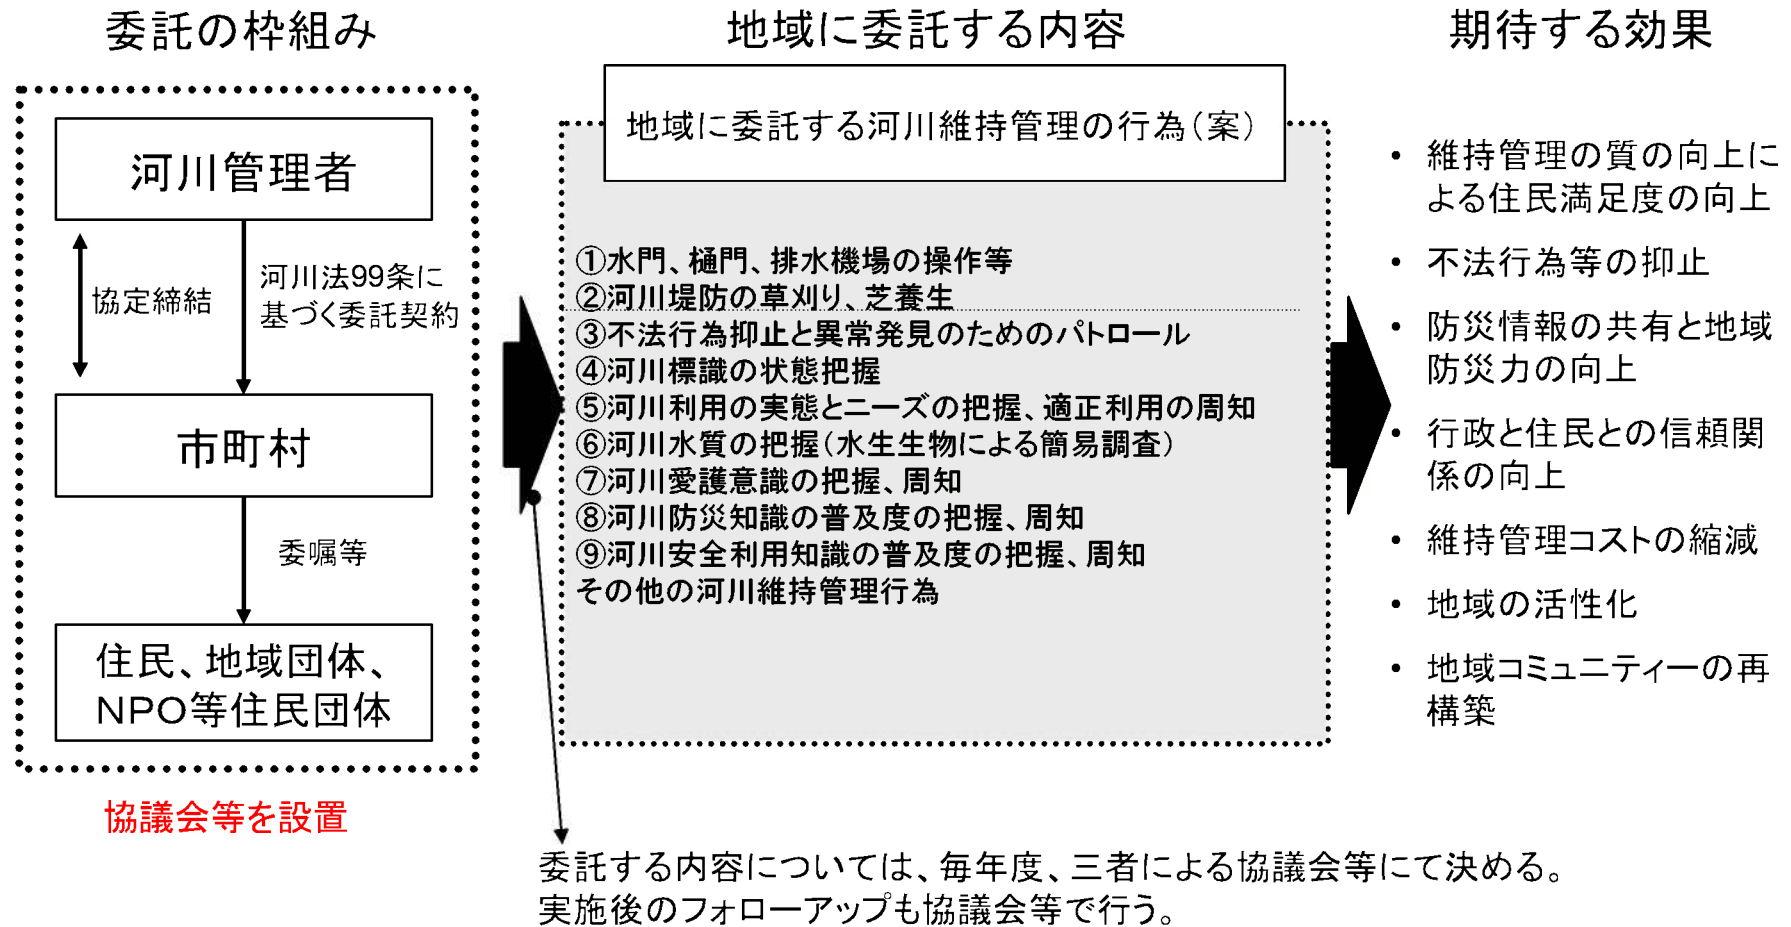 委託の枠組み
河川管理者
協定締結
河川法99条に
基づく委託契約
市町村
委嘱等
住民、地域団体、
NPO等住民団体
協議会等を設置
地域に委託する内容
地域に委託する河川維持管理の行為（案）
①水門、樋門、排水機場の操作等
②河川堤防の草刈り、芝養生
③不法行為抑止と異常発見のためのパトロール
④河川標識の状態把握
⑤河川利用の実態とニーズの把握、適正利用の周知
⑥河川水質の把握（水生生物による簡易調査）
⑦河川愛護意識の把握、周知
⑧河川防災知識の普及度の把握、周知
⑨河川安全利用知識の普及度の把握、周知
その他の河川維持管理行為
委託する内容については、毎年度、三者による協議会等にて決める。
実施後のフォローアップも協議会等で行う。
期待する効果
• 維持管理の質の向上に
よる住民満足度の向上
• 不法行為等の抑止
• 防災情報の共有と地域
防災力の向上
• 行政と住民との信頼関
係の向上
• 維持管理コストの縮減
• 地域の活性化
• 地域コミュニティーの再
構築